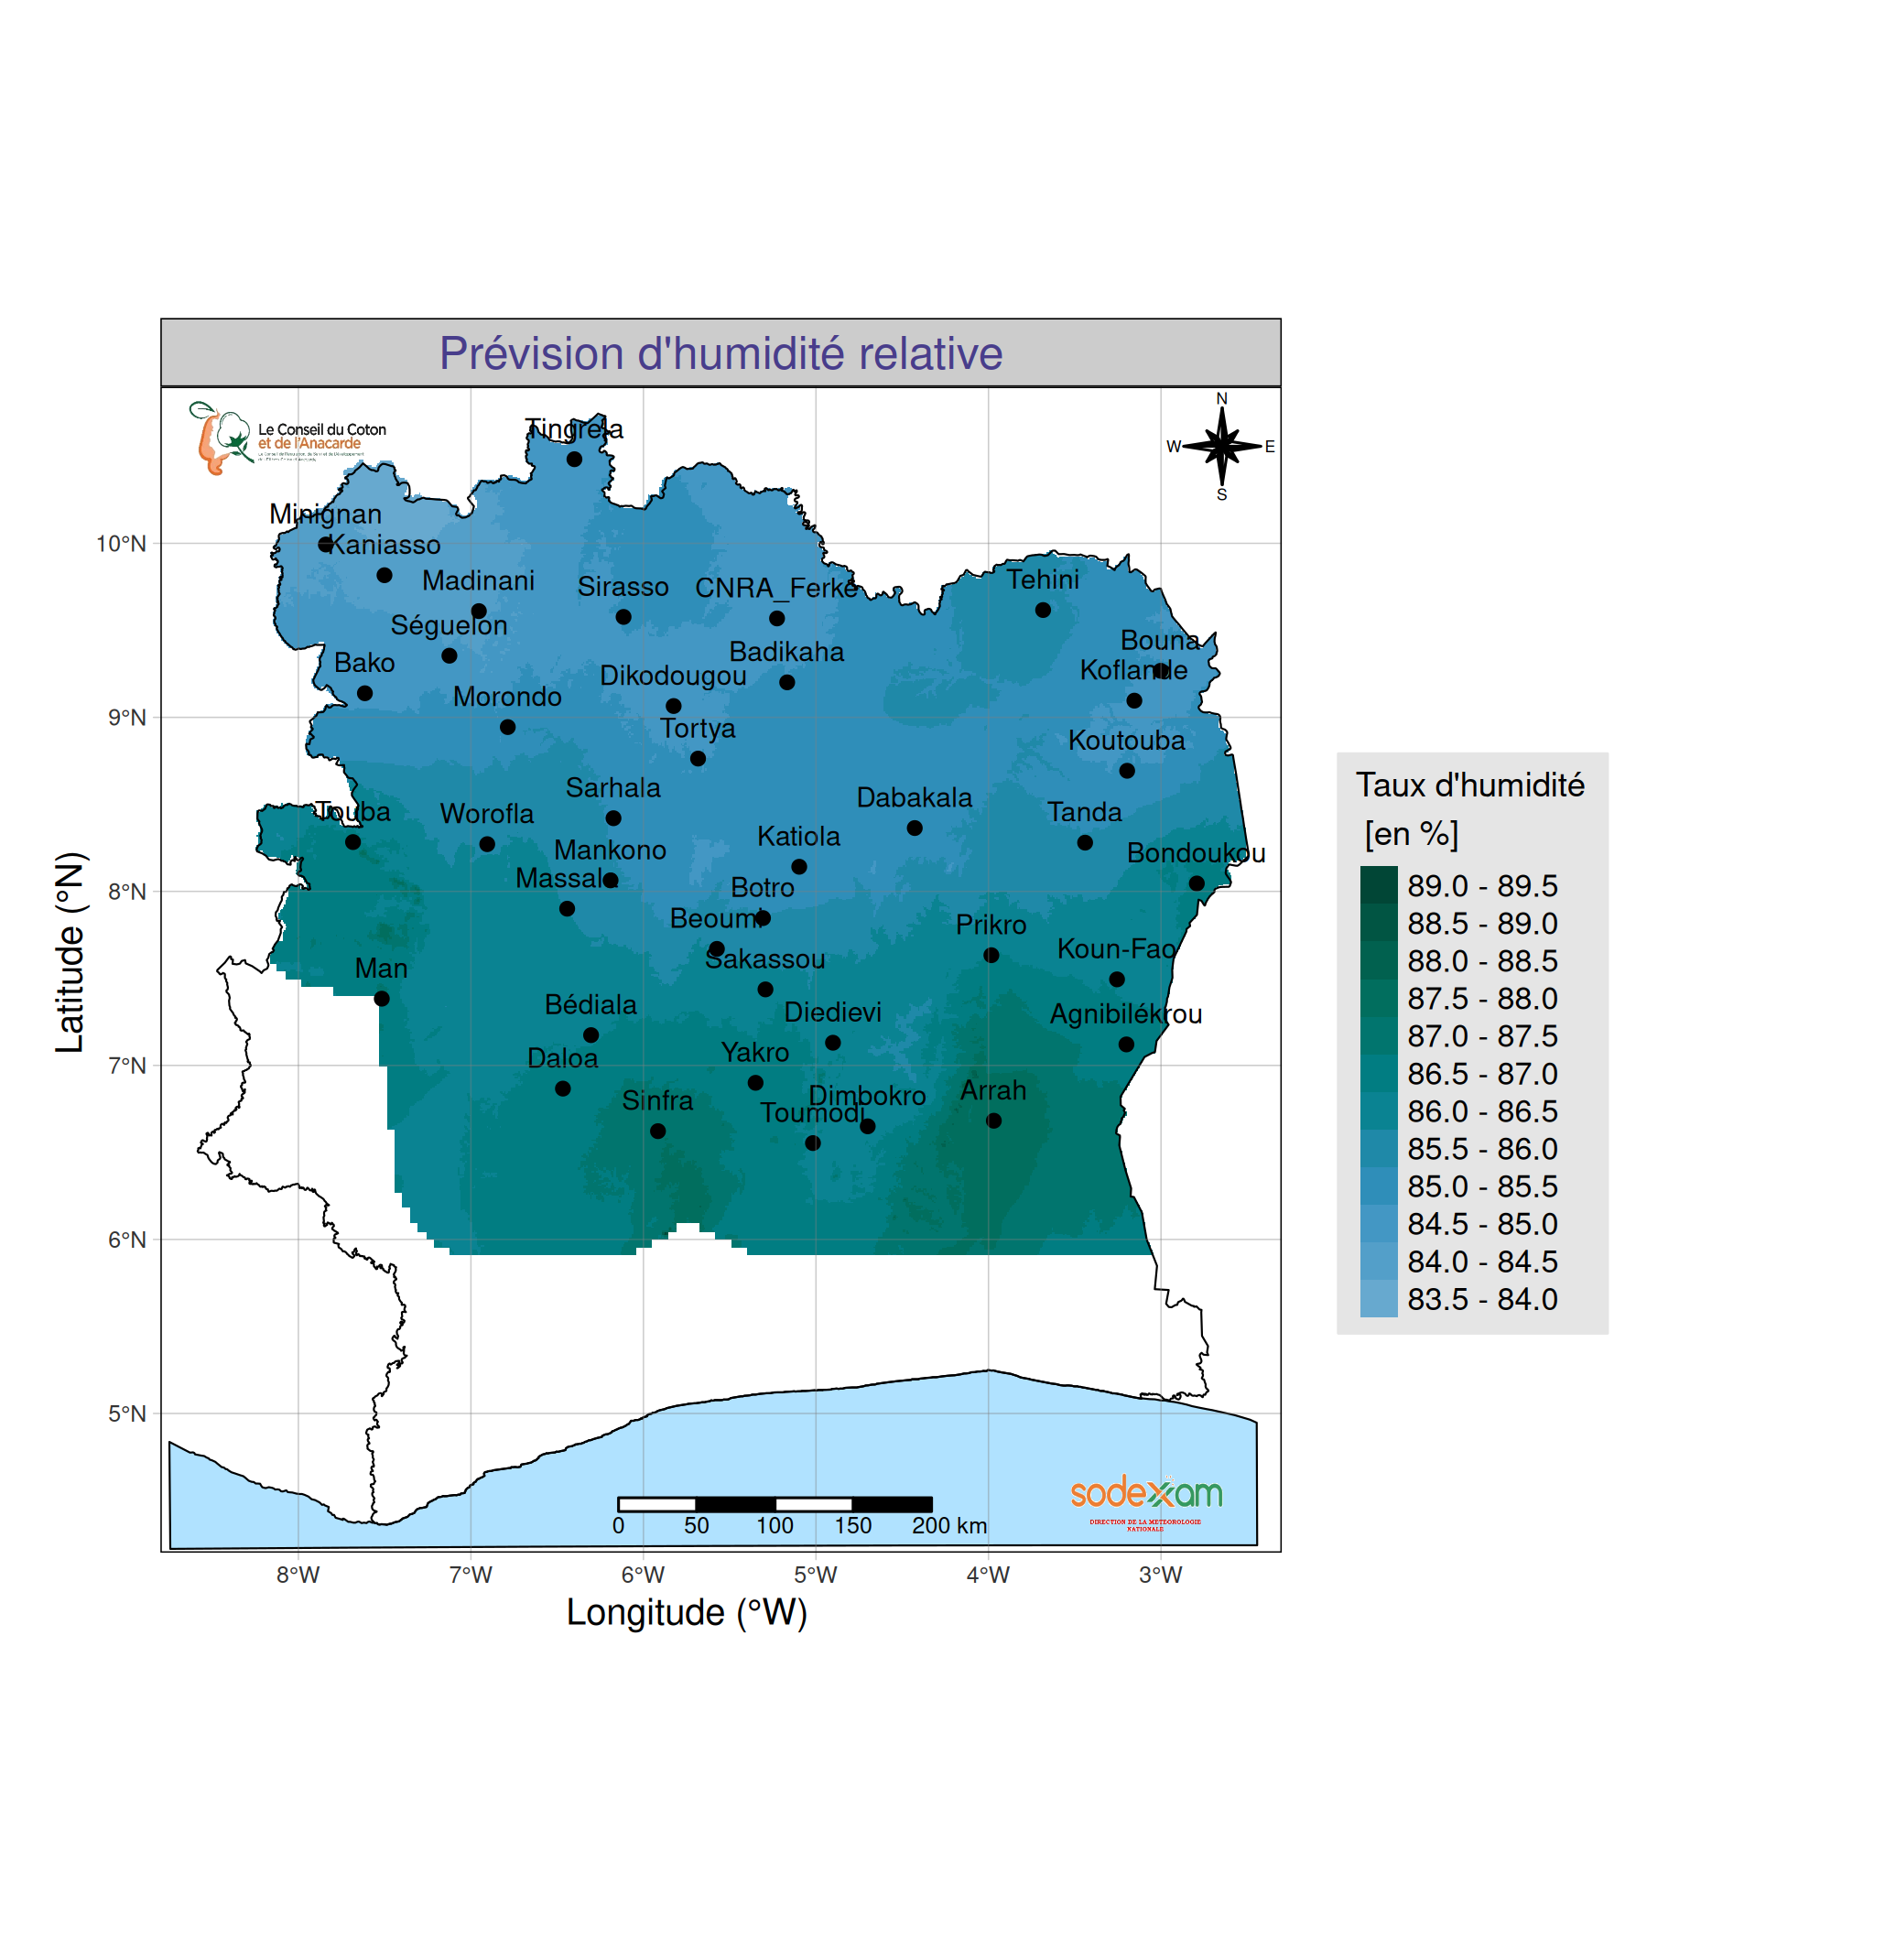 Prévision d'humidité relative
Le Conseil du Coton
et de l'Anacarde
N
W
E
S
Tingrela
Minignan
Kaniasso
Madinani
Sirasso
CNRA_Ferke
Tehini
Séguelon
Bouna
Bako
Badikaha
Koflande
Dikodougou
Morondo
Tortya
Koutouba
Sarhala
Dabakala
Touba
Worofla
Tanda
Katiola
Mankono
Bondoukou
Massala
Botro
Beoumi
Prikro
Koun-Fao
Sakassou
Man
Bédiala
Diedievi
Agnibilékrou
Daloa
Yakro
Sinfra
Dimbokro
Arrah
Toumodi
10°N
9°N
8°N
7°N
6°N
5°N
Latitude (°N)
0 50 100 150 200 km
sodexam
DIRECTION DE LA METEOROLOGIE
NATIONALE
8°W 7°W 6°W 5°W 4°W 3°W
Longitude (°W)
Taux d'humidité
[en %]
89.0 - 89.5
88.5 - 89.0
88.0 - 88.5
87.5 - 88.0
87.0 - 87.5
86.5 - 87.0
86.0 - 86.5
85.5 - 86.0
85.0 - 85.5
84.5 - 85.0
84.0 - 84.5
83.5 - 84.0